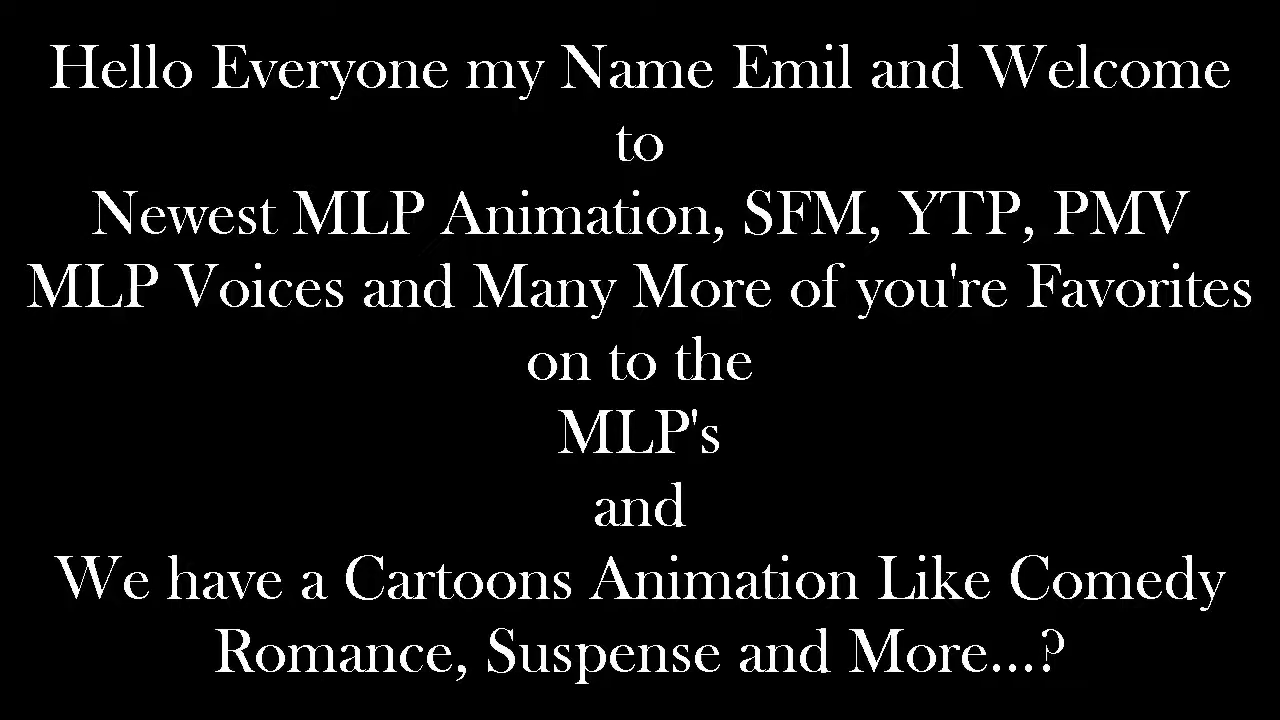 Hello Everyone my Name Emil and Welcome
to
Newest MLP Animation, SFM, YTP, PMV
MLP Voices and Many More of you're Favorites
on to the
MLP's
and
We have a Cartoons Animation Like Comedy
Romance, Suspense and More...?